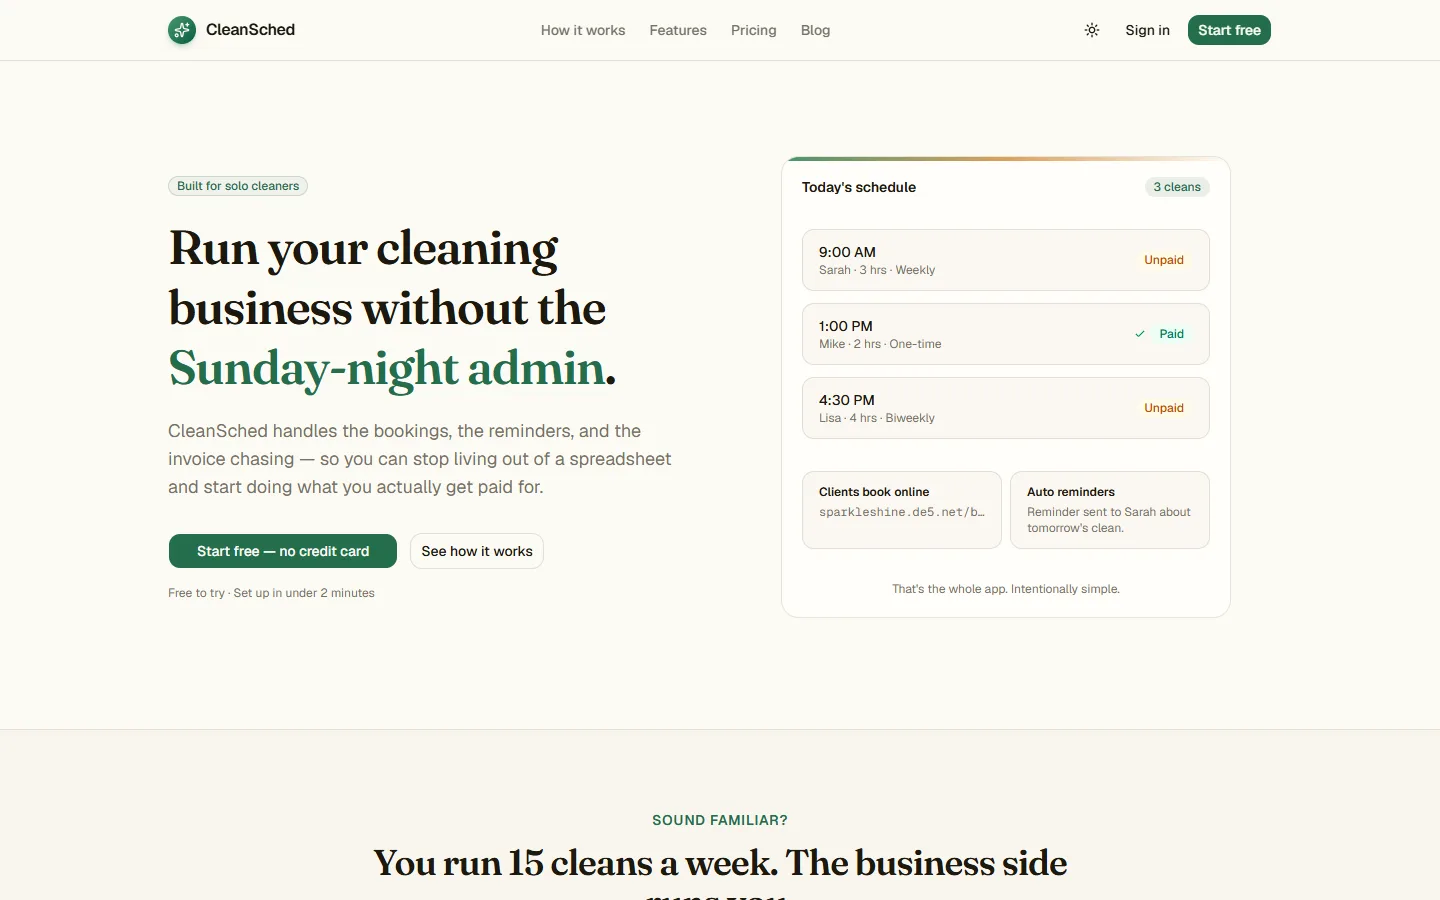 CleanSched
How it works
Features
Pricing
Blog
Sign in
Start free
Built for solo cleaners
Run your cleaning
business without the
Sunday-night admin.
CleanSched handles the bookings, the reminders, and the
invoice chasing — so you can stop living out of a spreadsheet
and start doing what you actually get paid for.
Start free — no credit card
See how it works
Free to try · Set up in under 2 minutes
Today's schedule
3 cleans
9:00 AM
Sarah · 3 hrs · Weekly
Unpaid
1:00 PM
Mike · 2 hrs · One-time
✓ Paid
4:30 PM
Lisa · 4 hrs · Biweekly
Unpaid
Clients book online
sparkleshine.de5.net/b…
Auto reminders
Reminder sent to Sarah about
tomorrow's clean.
That's the whole app. Intentionally simple.
SOUND FAMILIAR?
You run 15 cleans a week. The business side
runs you.